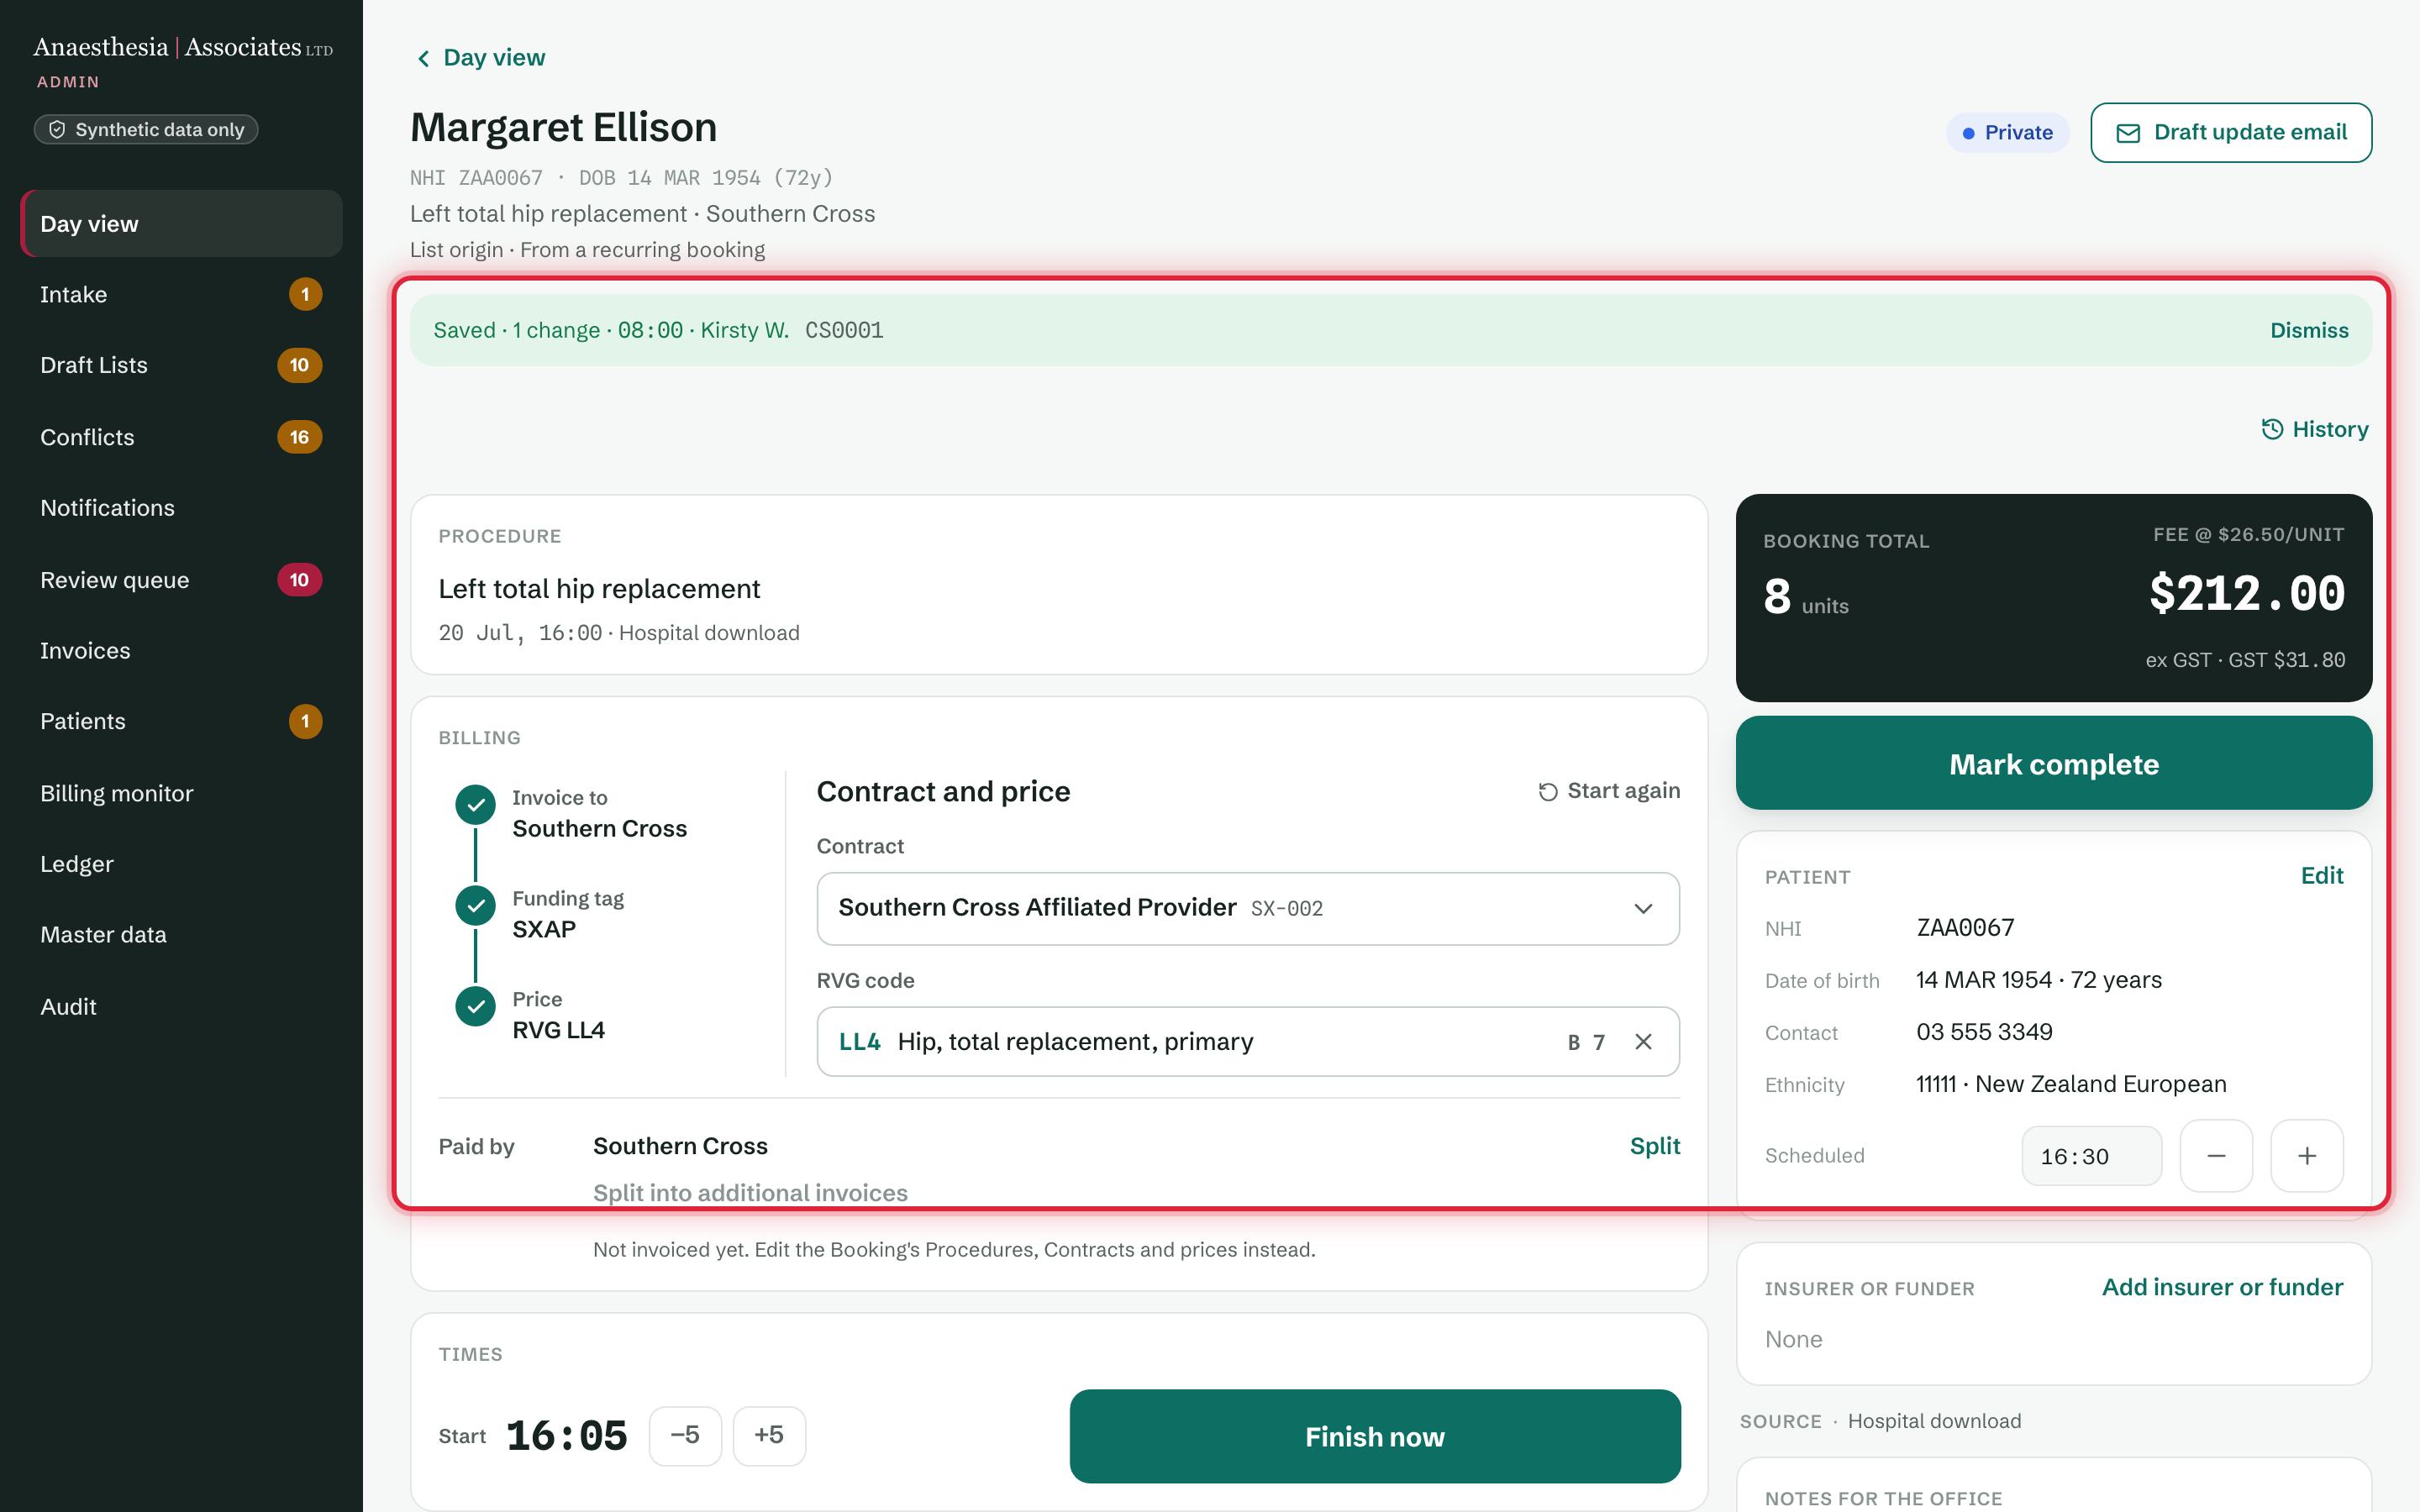 Anaesthesia | Associates LTD
ADMIN
Synthetic data only
Day view
Intake 1
Draft Lists 10
Conflicts 16
Notifications
Review queue 10
Invoices
Patients 1
Billing monitor
Ledger
Master data
Audit
Day view
Margaret Ellison
NHI ZAA0067 · DOB 14 MAR 1954 (72y)
Left total hip replacement · Southern Cross
List origin · From a recurring booking
Private
Draft update email
Saved · 1 change · 08:00 · Kirsty W. CS0001
Dismiss
History
PROCEDURE
Left total hip replacement
20 Jul, 16:00 · Hospital download
BILLING
Invoice to
Southern Cross
Funding tag
SXAP
Price
RVG LL4
Contract and price
Start again
Contract
Southern Cross Affiliated Provider SX-002
RVG code
LL4 Hip, total replacement, primary B 7
Paid by Southern Cross Split
Split into additional invoices
Not invoiced yet. Edit the Booking's Procedures, Contracts and prices instead.
TIMES
Start 16:05 −5 +5
Finish now
BOOKING TOTAL
8 units
FEE @ $26.50/UNIT
$212.00
ex GST · GST $31.80
Mark complete
PATIENT Edit
NHI ZAA0067
Date of birth 14 MAR 1954 · 72 years
Contact 03 555 3349
Ethnicity 11111 · New Zealand European
Scheduled 16:30 − +
INSURER OR FUNDER Add insurer or funder
None
SOURCE · Hospital download
NOTES FOR THE OFFICE